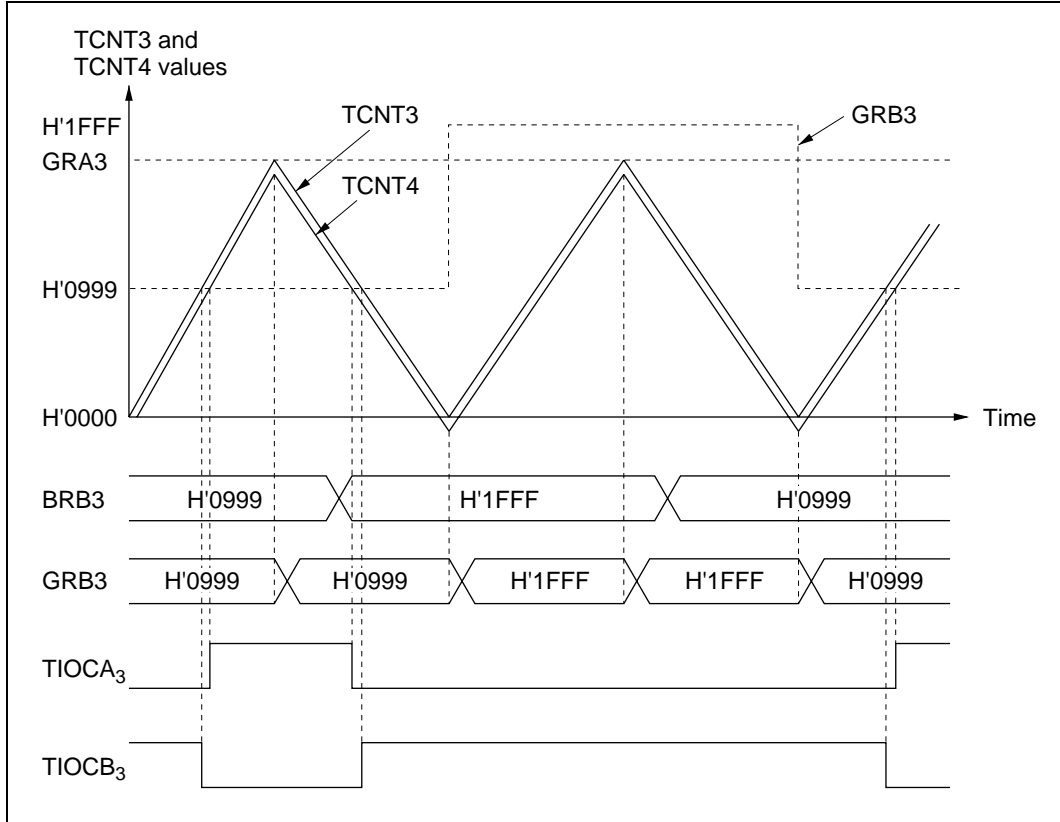 TCNT3 and
TCNT4 values
H'1FFF
TCNT3
GRB3
GRA3
TCNT4
H'0999
H'0000
Time
BRB3
H'0999
H'1FFF
H'0999
GRB3
H'0999
H'0999
H'1FFF
H'1FFF
H'0999
TIOCA3
TIOCB3